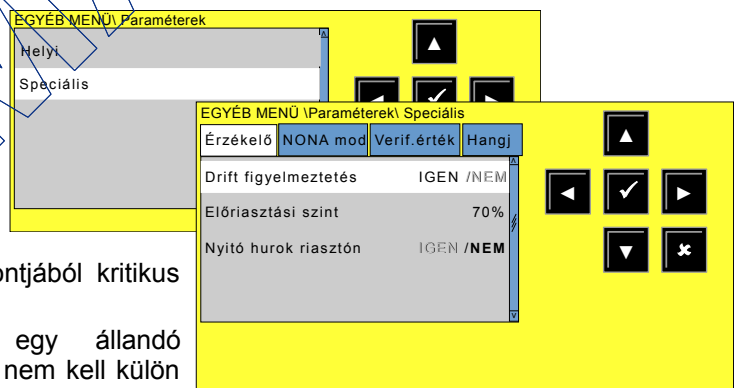 EGYÉB MENÜ\ Paraméterek
Helyi
Speciális
EGYÉB MENÜ \Paraméterek\ Speciális
Érzékelő NONA mod Verif.érték Hangj
Drift figyelmeztetés IGEN /NEM
Előriasztási szint 70%
Nyitó hurok riasztón IGEN /NEM
ontjából kritikus
egy állandó
nem kell külön